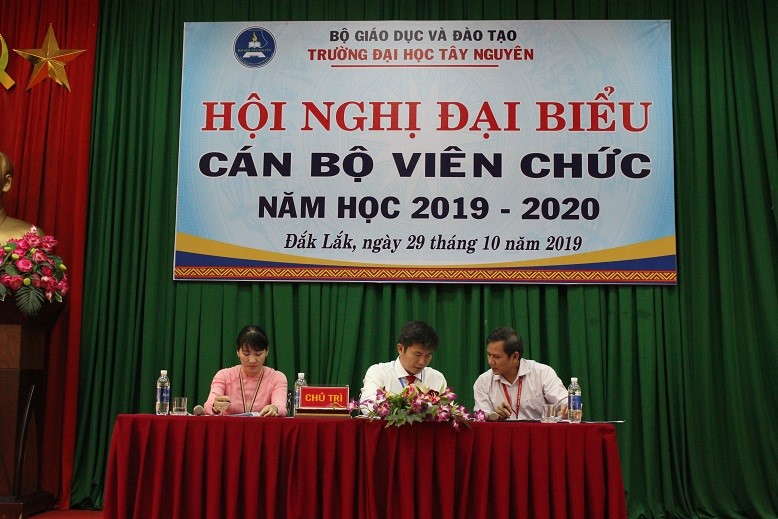 BỘ GIÁO DỤC VÀ ĐÀO TẠO
TRƯỜNG ĐẠI HỌC TÂY NGUYÊN
HỘI NGHỊ ĐẠI BIỂU
CÁN BỘ VIÊN CHỨC
NĂM HỌC 2019 - 2020
Đắk Lắk, ngày 29 tháng 10 năm 2019
CHỦ TRÌ